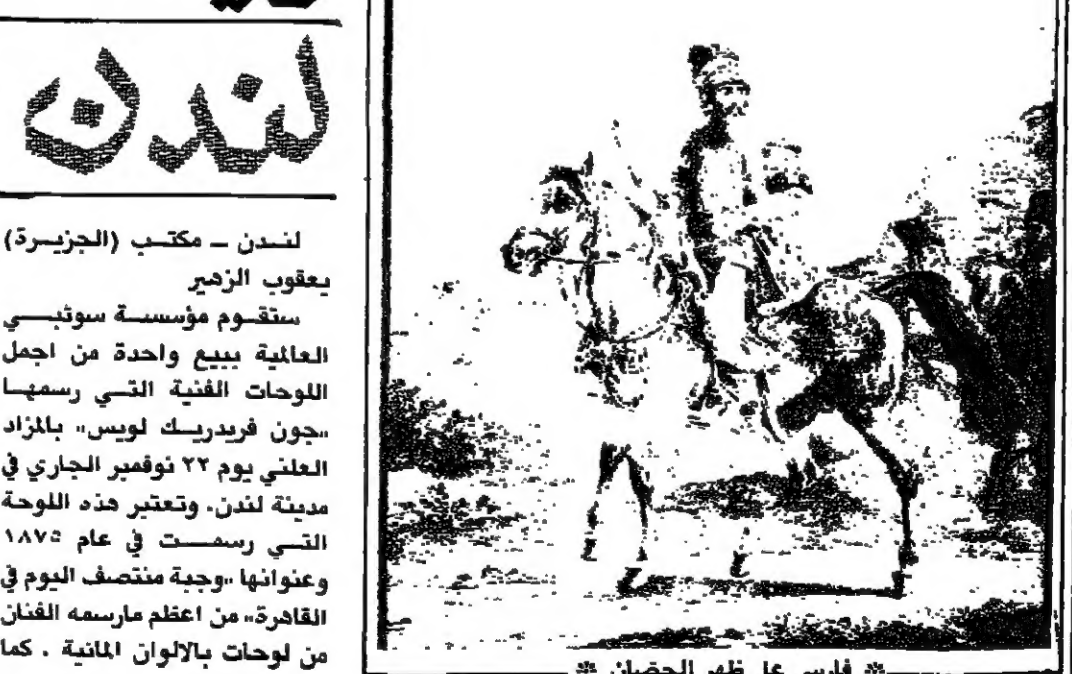 لندن
لندن ـ مكتب (الجزيرة)
يعقوب الزهير
ستقوم مؤسسة سوثبي
العالمية ببيع واحدة من اجمل
اللوحات الفنية التي رسمها
«جون فريدريك لويس» بالمزاد
العلني يوم ٢٢ نوفمبر الجاري في
مدينة لندن. وتعتبر هذه اللوحة
التي رسمت في عام ١٨٧٥
وعنوانها «وجبة منتصف اليوم في
القاهرة» من اعظم مارسمه الفنان
من لوحات بالالوان المائية . كما
* فارس على ظهر الحصان *